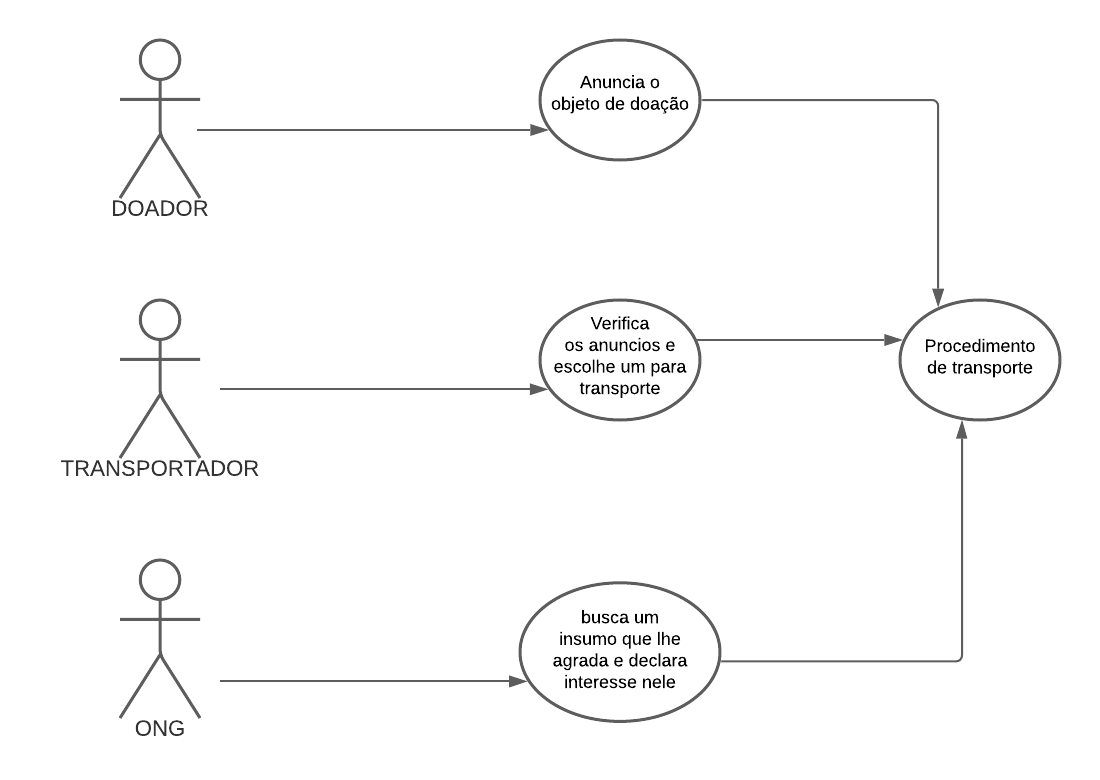 Anuncia o
objeto de doação
DOADOR
Verifica
os anuncios e
escolhe um para
transporte
Procedimento
de transporte
TRANSPORTADOR
busca um
insumo que lhe
agrada e declara
interesse nele
ONG